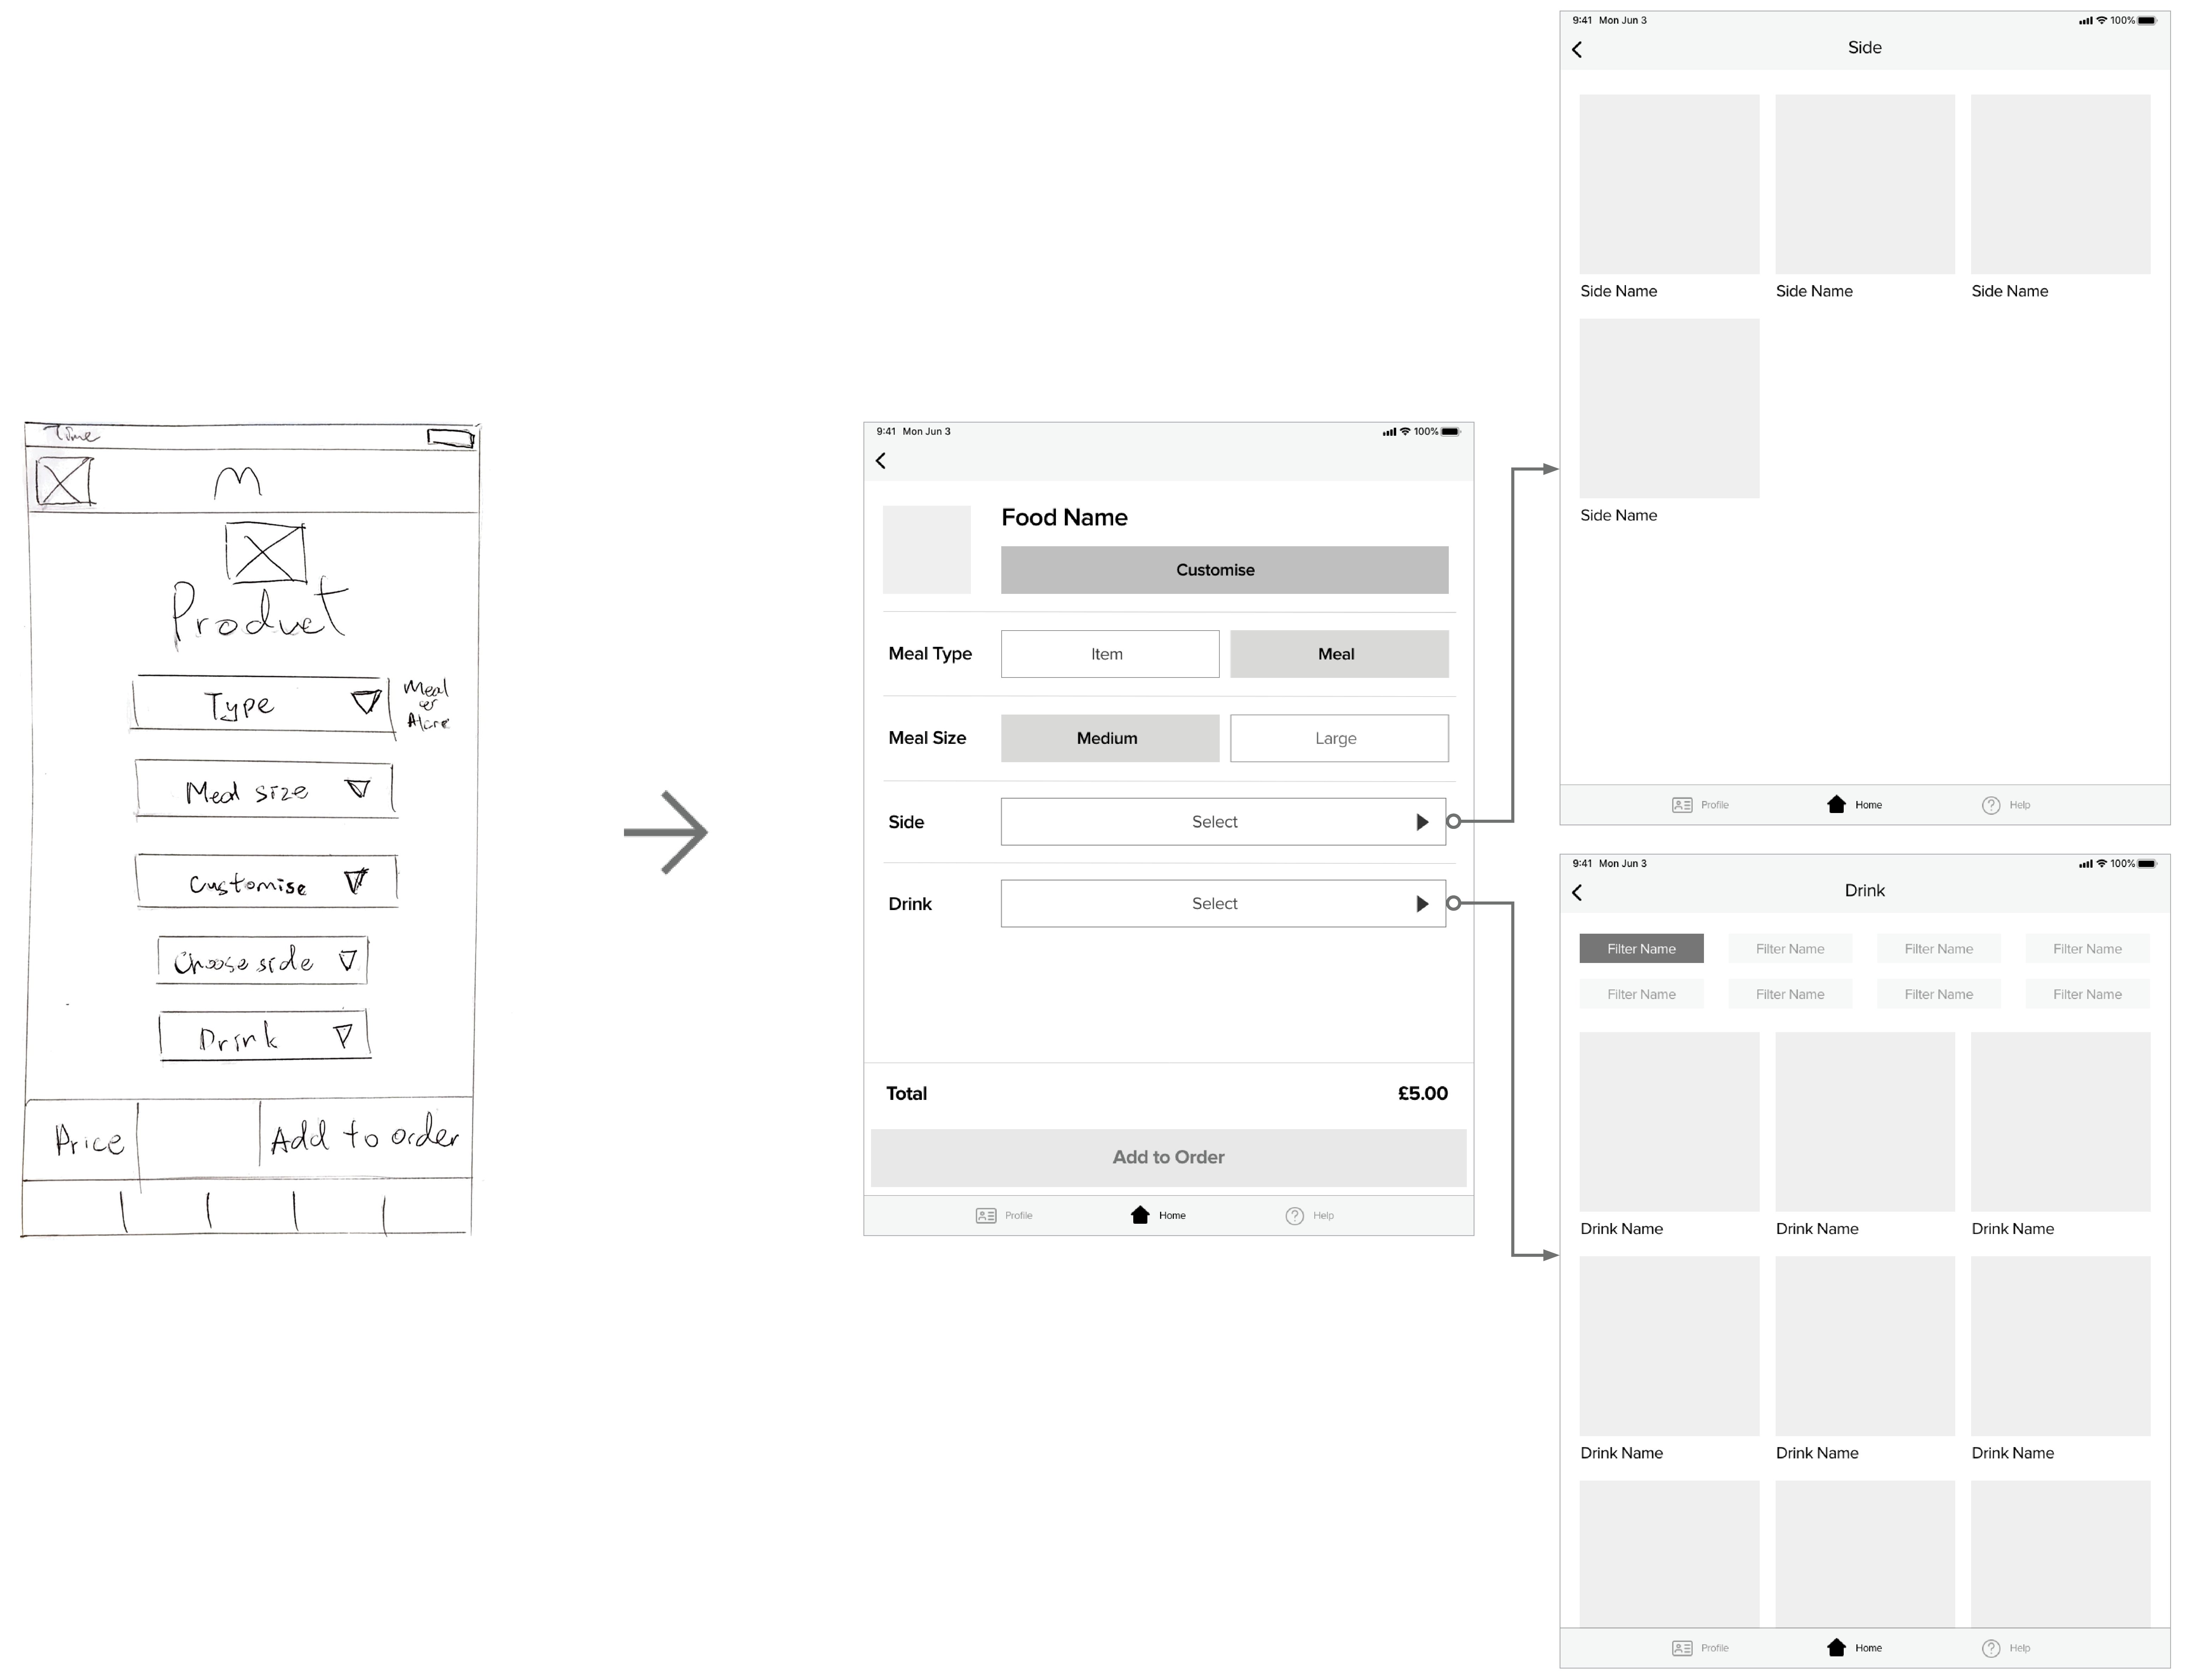 Time
M
Product
Type
Meal
or
Alone
Meal size
Customise
Choose side
Drink
Price
Add to order
9:41 Mon Jun 3
100%
Food Name
Customise
Meal Type
Item
Meal
Meal Size
Medium
Large
Side
Select
Drink
Select
Total
£5.00
Add to Order
Profile
Home
Help
9:41 Mon Jun 3
100%
Side
Side Name
Side Name
Side Name
Side Name
Profile
Home
Help
9:41 Mon Jun 3
100%
Drink
Filter Name
Filter Name
Filter Name
Filter Name
Filter Name
Filter Name
Filter Name
Filter Name
Drink Name
Drink Name
Drink Name
Drink Name
Drink Name
Drink Name
Profile
Home
Help